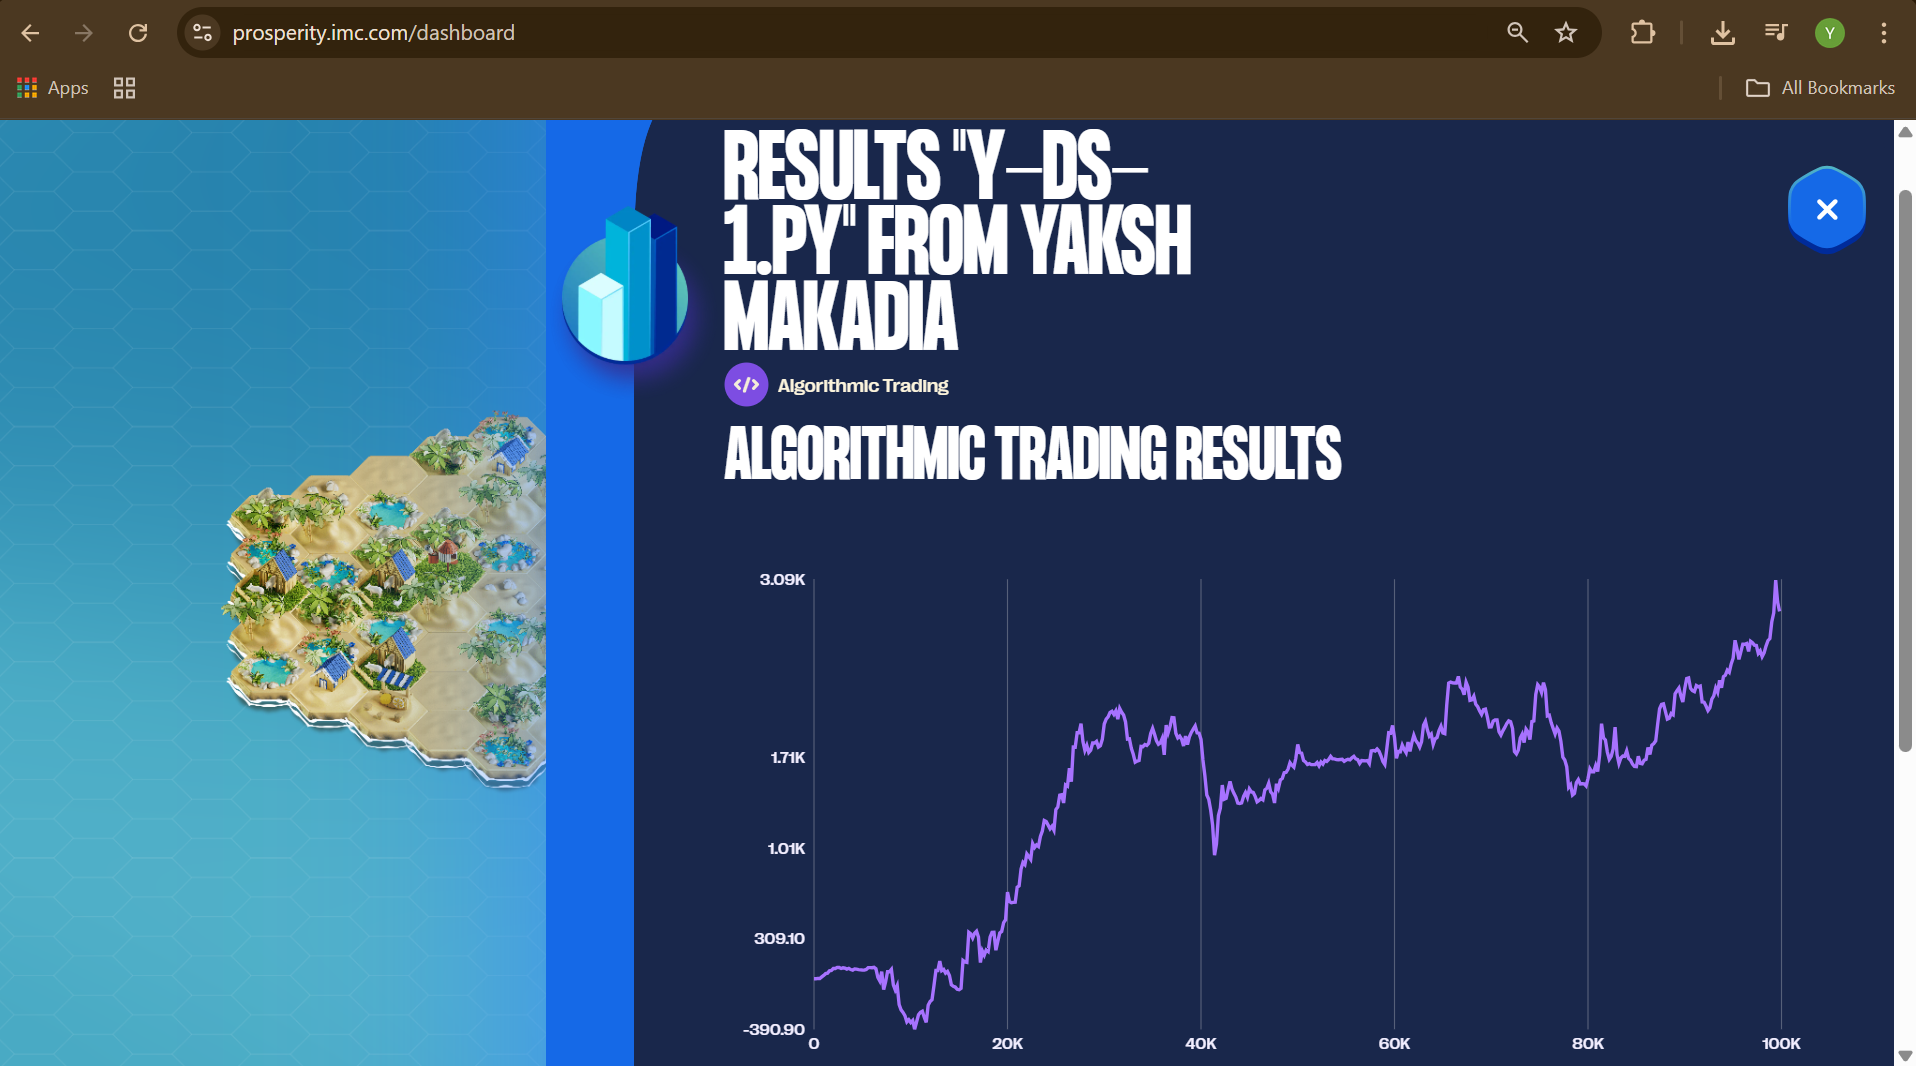 prosperity.imc.com/dashboard
Y
Apps
All Bookmarks
RESULTS "Y-DS-
1.PY" FROM YAKSH
MAKADIA
</> Algorithmic Trading
ALGORITHMIC TRADING RESULTS
3.09K
1.71K
1.01K
309.10
-390.90
0 20K 40K 60K 80K 100K